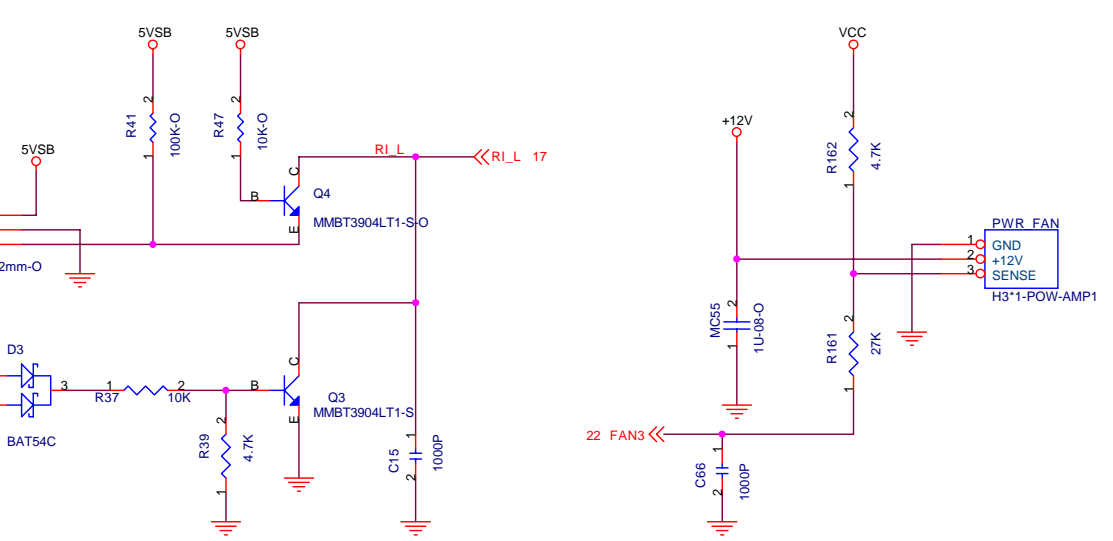 5VSB
5VSB
VCC
R41
2
1
100K-O
R47
2
1
10K-O
+12V
5VSB
RI_L
RI_L 17
R162
2
1
4.7K
C
B
E
Q4
MMBT3904LT1-S-O
PWR_FAN
1
GND
2
+12V
3
SENSE
H3*1-POW-AMP1
2mm-O
MC55
2
1
1U-08-O
R161
2
1
27K
D3
3
BAT54C
1
2
R37
10K
C
B
E
Q3
MMBT3904LT1-S
R39
2
1
4.7K
C15
1
2
1000P
22 FAN3
C66
1
2
1000P